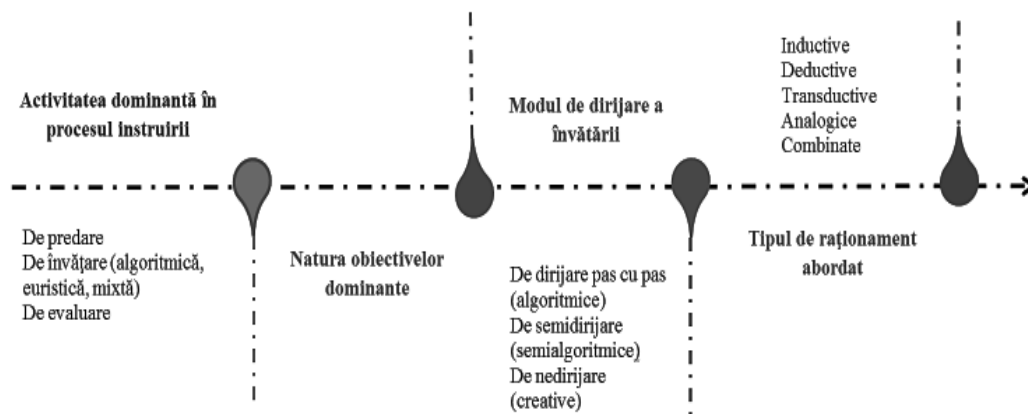 Activitatea dominantă în
procesul instruirii
De predare
De învățare (algoritmică,
euristică, mixtă)
De evaluare
Natura obiectivelor
dominante
Modul de dirijare a
învătării
De dirijare pas cu pas
(algoritmice)
De semidirijare
(semialgoritmice)
De nedirijare
(creative)
Inductive
Deductive
Transductive
Analogice
Combinate
Tipul de raționament
abordat